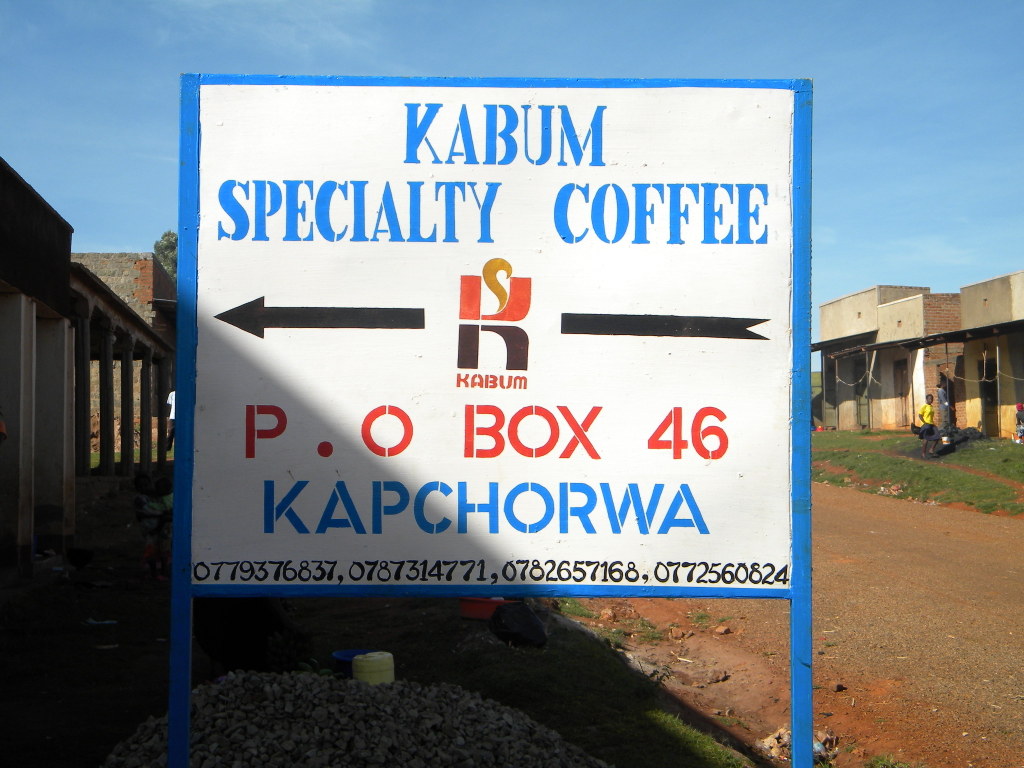 KABUM
SPECIALTY COFFEE
KABUM
P.O BOX 46
KAPCHORWA
0779376837, 0787314771, 0782657168, 0772560824